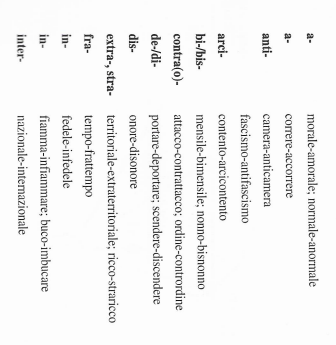 a- morale-amorale; normale-anormale
a- correre-accorrere
anti- camera-anticamera
fascismo-antifascismo
arci- contento-arcicontento
bi-/bis- mensile-bimensile; nonno-bisnonno
contra(o)- attacco-contrattacco; ordine-contrordine
de-/di- portare-deportare; scendere-discendere
dis- onore-disonore
extra-, stra- territoriale-extraterritoriale; ricco-straricco
fra- tempo-frattempo
in- fedele-infedele
in- fiamma-infiammare; buco-imbucare
inter- nazionale-internazionale